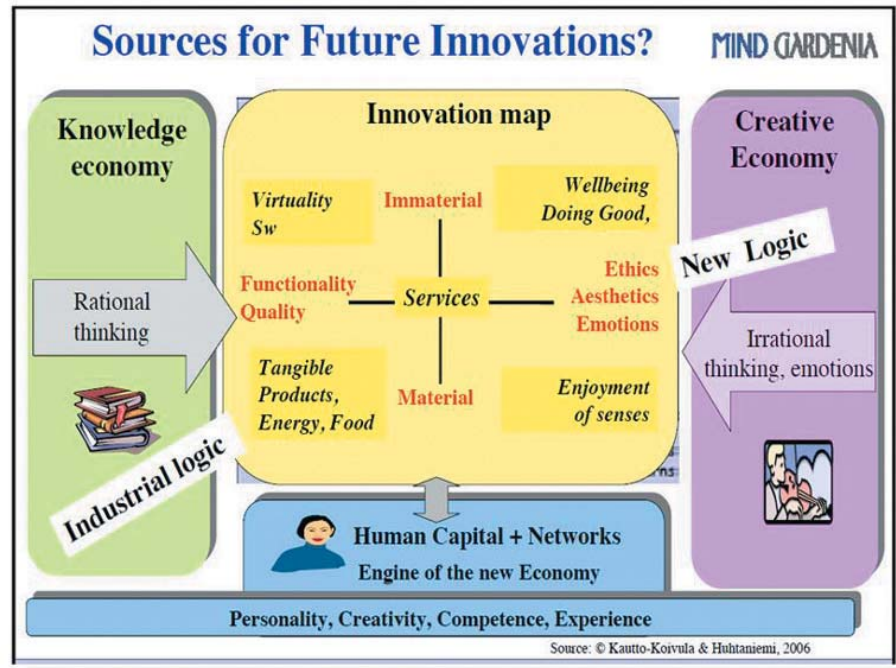 Sources for Future Innovations?
MIND GARDENIA
Knowledge
economy
Rational
thinking
Industrial logic
Innovation map
Virtuality
Sw
Immaterial
Wellbeing
Doing Good,
Functionality
Quality
Services
Ethics
Aesthetics
Emotions
Tangible
Products,
Energy, Food
Material
Enjoyment
of senses
Creative
Economy
New Logic
Irrational
thinking, emotions
Human Capital + Networks
Engine of the new Economy
Personality, Creativity, Competence, Experience
Source: © Kautto-Koivula & Huhtaniemi, 2006